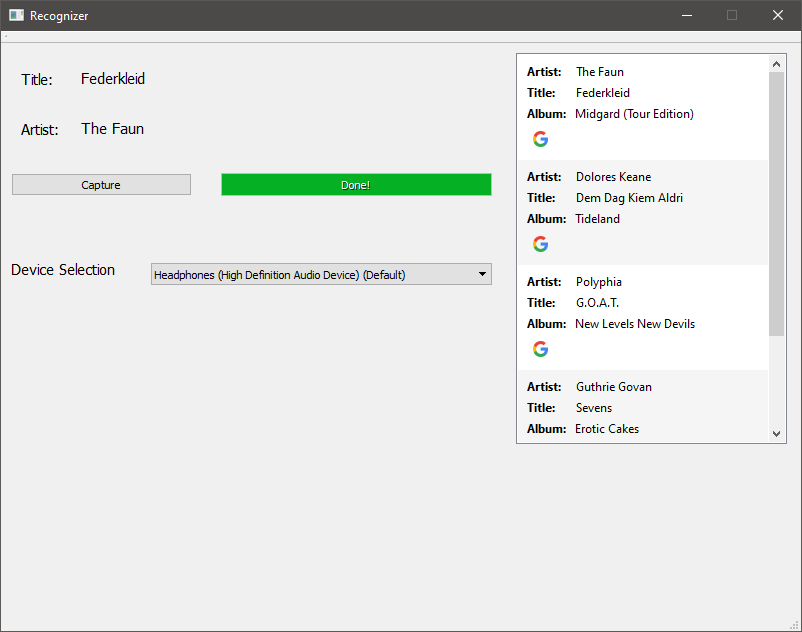 Recognizer
Title: Federkleid
Artist: The Faun
Capture
Done!
Device Selection
Headphones (High Definition Audio Device) (Default)
Artist: The Faun
Title: Federkleid
Album: Midgard (Tour Edition)
Artist: Dolores Keane
Title: Dem Dag Kiem Aldri
Album: Tideland
Artist: Polyphia
Title: G.O.A.T.
Album: New Levels New Devils
Artist: Guthrie Govan
Title: Sevens
Album: Erotic Cakes